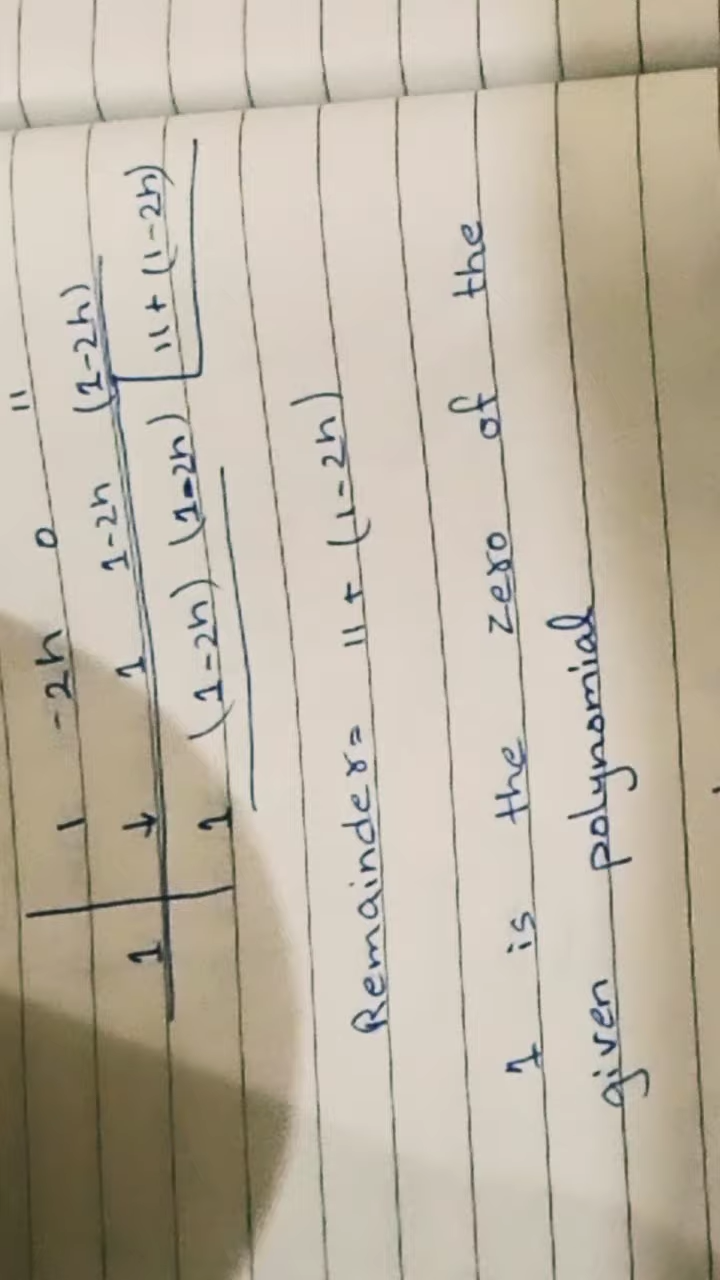 1 | 1 -2h 0 11
↓ 1 1-2h (1-2h)
1 (1-2h) (1-2h) 11+(1-2h)
Remainder= 11+ (1-2h)
1 is the zero of the
given polynomial